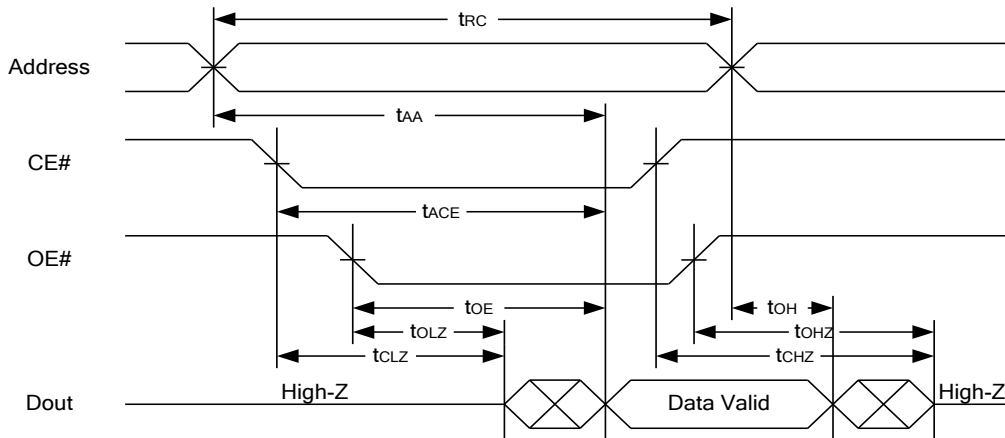 tRC
Address
tAA
CE#
tACE
OE#
tOE
tOH
tOLZ
tOHZ
tCLZ
tCHZ
Dout
High-Z
Data Valid
High-Z